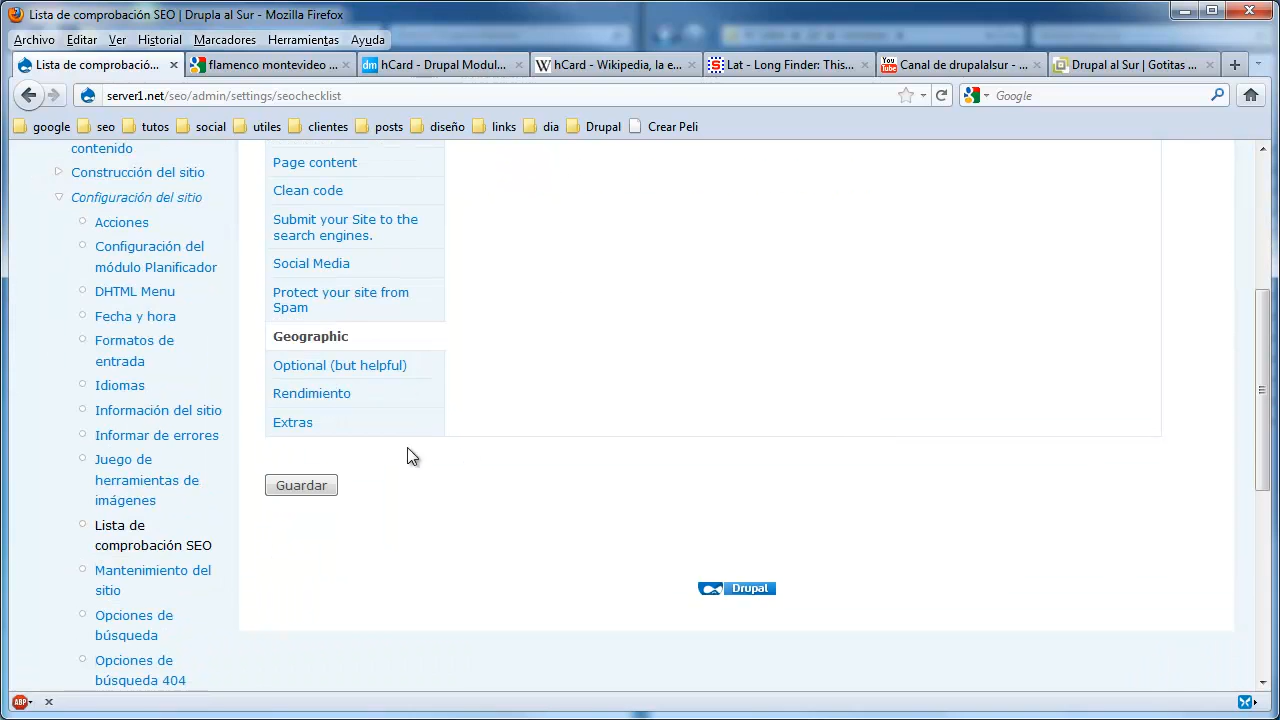 Lista de comprobación SEO | Drupla al Sur - Mozilla Firefox
Archivo Editar Ver Historial Marcadores Herramientas Ayuda
Lista de comprobació... × flamenco montevideo ... × dm hCard - Drupal Modul... × W hCard - Wikipedia, la e... × Lat - Long Finder: This... × You Tube Canal de drupalsur - ... × Drupal al Sur | Gotitas ... × +
server1.net/seo/admin/settings/seochecklist Google
google seo tutos social utiles clientes posts diseño links dia Drupal Crear Peli
contenido
Construcción del sitio
Configuración del sitio
Acciones
Configuración del
módulo Planificador
DHTML Menu
Fecha y hora
Formatos de
entrada
Idiomas
Información del sitio
Informar de errores
Juego de
herramientas de
imágenes
Lista de
comprobación SEO
Mantenimiento del
sitio
Opciones de
búsqueda
Opciones de
búsqueda 404
Page content
Clean code
Submit your Site to the
search engines.
Social Media
Protect your site from
Spam
Geographic
Optional (but helpful)
Rendimiento
Extras
Guardar
Drupal
ABP